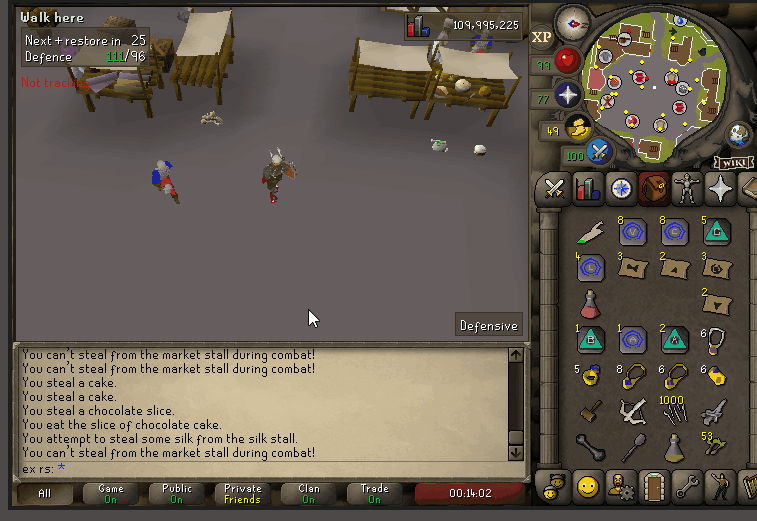 Walk here
109,995,225
XP
Next + restore in 25
Defence 111/96
Not tracking
99
77
49
100
WIKI
8
8
5
4
3
2
3
2
1
1
2
6
5
8
6
6
1000
53
Defensive
You can't steal from the market stall during combat!
You can't steal from the market stall during combat!
You steal a cake.
You steal a cake.
You steal a chocolate slice.
You eat the slice of chocolate cake.
You attempt to steal some silk from the silk stall.
You can't steal from the market stall during combat!
ex rs: *
All
Game
On
Public
On
Private
Friends
Clan
On
Trade
On
00:14:02